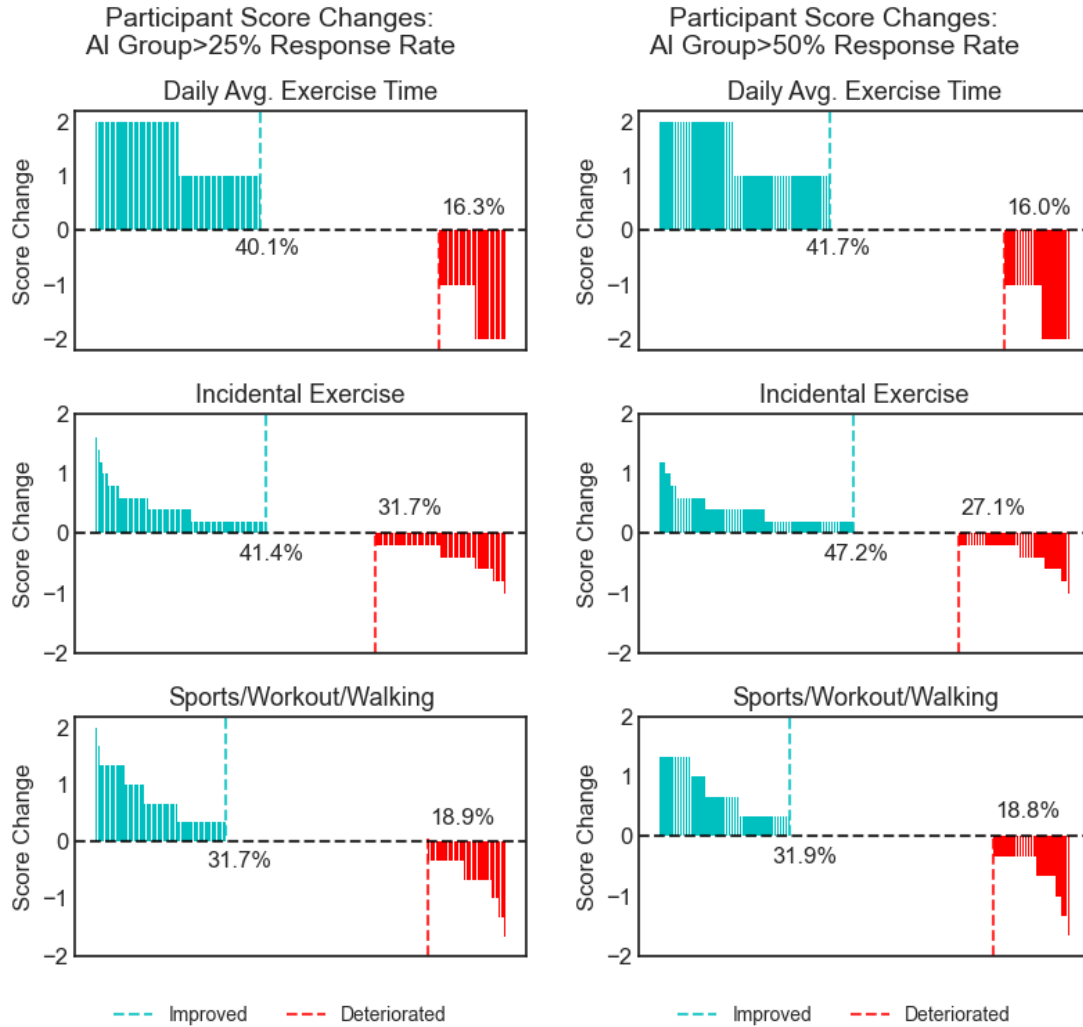 Participant Score Changes:
AI Group>25% Response Rate
Daily Avg. Exercise Time
2
1
0
−1
−2
Score Change
40.1%
16.3%
Incidental Exercise
2
1
0
−1
−2
Score Change
41.4%
31.7%
Sports/Workout/Walking
2
1
0
−1
−2
Score Change
31.7%
18.9%
Improved
Deteriorated
Participant Score Changes:
AI Group>50% Response Rate
Daily Avg. Exercise Time
2
1
0
−1
−2
Score Change
41.7%
16.0%
Incidental Exercise
2
1
0
−1
−2
Score Change
47.2%
27.1%
Sports/Workout/Walking
2
1
0
−1
−2
Score Change
31.9%
18.8%
Improved
Deteriorated